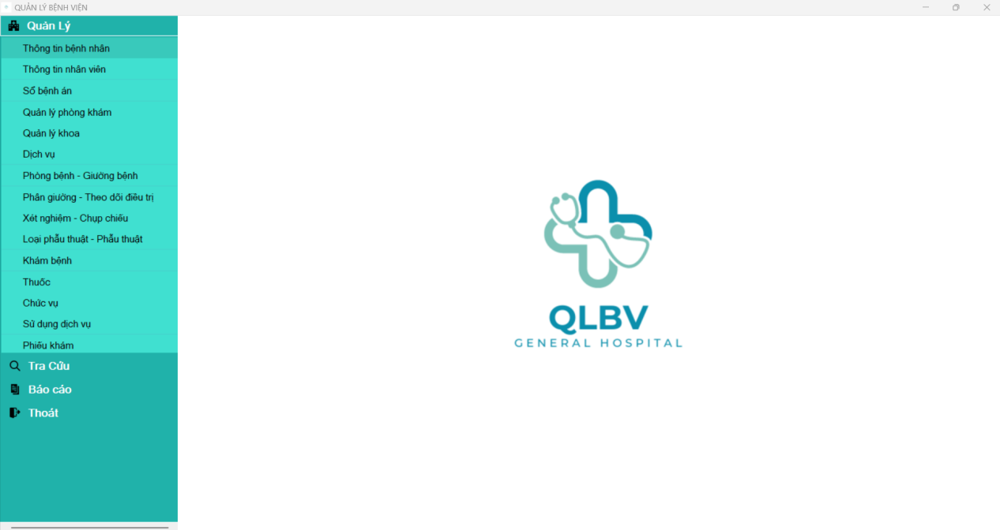 QUẢN LÝ BỆNH VIỆN
Quản Lý
Thông tin bệnh nhân
Thông tin nhân viên
Sổ bệnh án
Quản lý phòng khám
Quản lý khoa
Dịch vụ
Phòng bệnh - Giường bệnh
Phân giường - Theo dõi điều trị
Xét nghiệm - Chụp chiếu
Loại phẫu thuật - Phẫu thuật
Khám bệnh
Thuốc
Chức vụ
Sử dụng dịch vụ
Phiếu khám
Tra Cứu
Báo cáo
Thoát
QLBV
GENERAL HOSPITAL